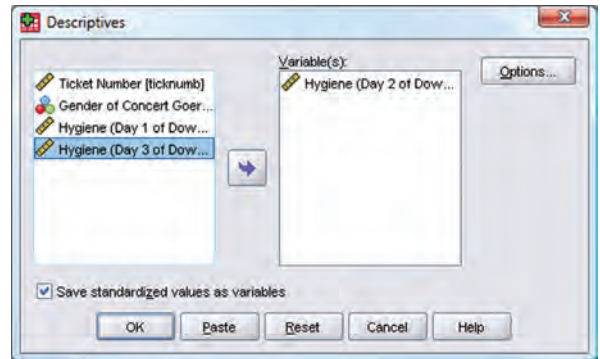 Descriptives
Variable(s):
Ticket Number [ticknumb]
Gender of Concert Goer...
Hygiene (Day 1 of Dow...
Hygiene (Day 3 of Dow...
Hygiene (Day 2 of Dow...
Options...
Save standardized values as variables
OK
Paste
Reset
Cancel
Help